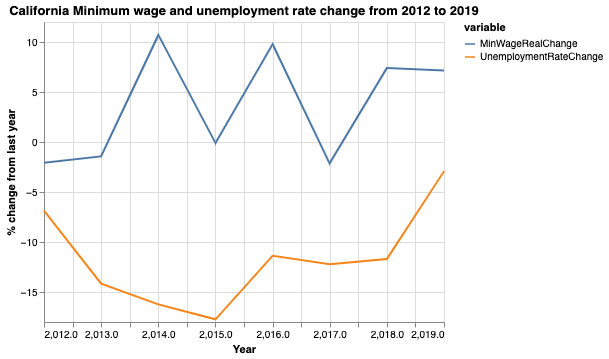 California Minimum wage and unemployment rate change from 2012 to 2019
variable
MinWageRealChange
UnemploymentRateChange
% change from last year
10
5
0
−5
−10
−15
2,012.0 2,013.0 2,014.0 2,015.0 2,016.0 2,017.0 2,018.0 2,019.0
Year